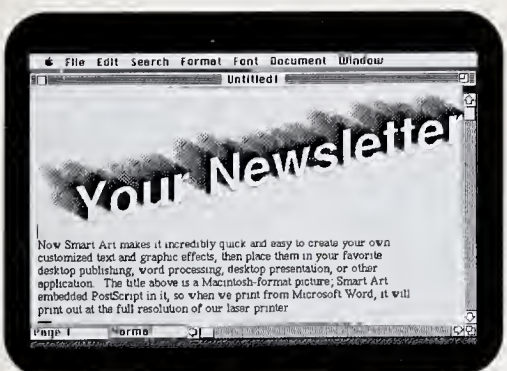 File Edit Search Format Font Document Window
Untitled1
Your Newsletter
Now Smart Art makes it incredibly quick and easy to create your own
customized text and graphic effects, then place them in your favorite
desktop publishing, word processing, desktop presentation, or other
application. The title above is a Macintosh-format picture; Smart Art
embedded PostScript in it, so when we print from Microsoft Word, it will
print out at the full resolution of our laser printer
Page 1 Norma